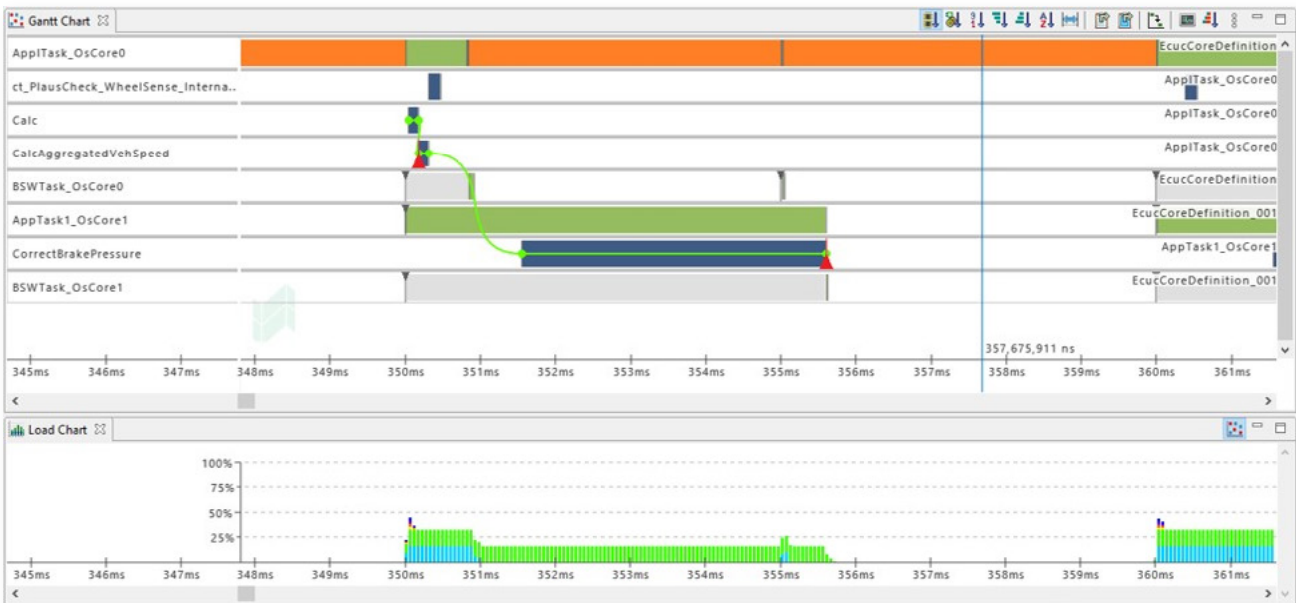 Gantt Chart
ApplTask_OsCore0
EcucCoreDefinition
ct_PlausCheck_WheelSense_Interna..
ApplTask_OsCore0
Calc
ApplTask_OsCore0
CalcAggregatedVehSpeed
ApplTask_OsCore0
BSWTask_OsCore0
EcucCoreDefinition
AppTask1_OsCore1
EcucCoreDefinition_001
CorrectBrakePressure
AppTask1_OsCore1
BSWTask_OsCore1
EcucCoreDefinition_001
357,675,911 ns
345ms 346ms 347ms 348ms 349ms 350ms 351ms 352ms 353ms 354ms 355ms 356ms 357ms 358ms 359ms 360ms 361ms
Load Chart
100%
75%
50%
25%
345ms 346ms 347ms 348ms 349ms 350ms 351ms 352ms 353ms 354ms 355ms 356ms 357ms 358ms 359ms 360ms 361ms